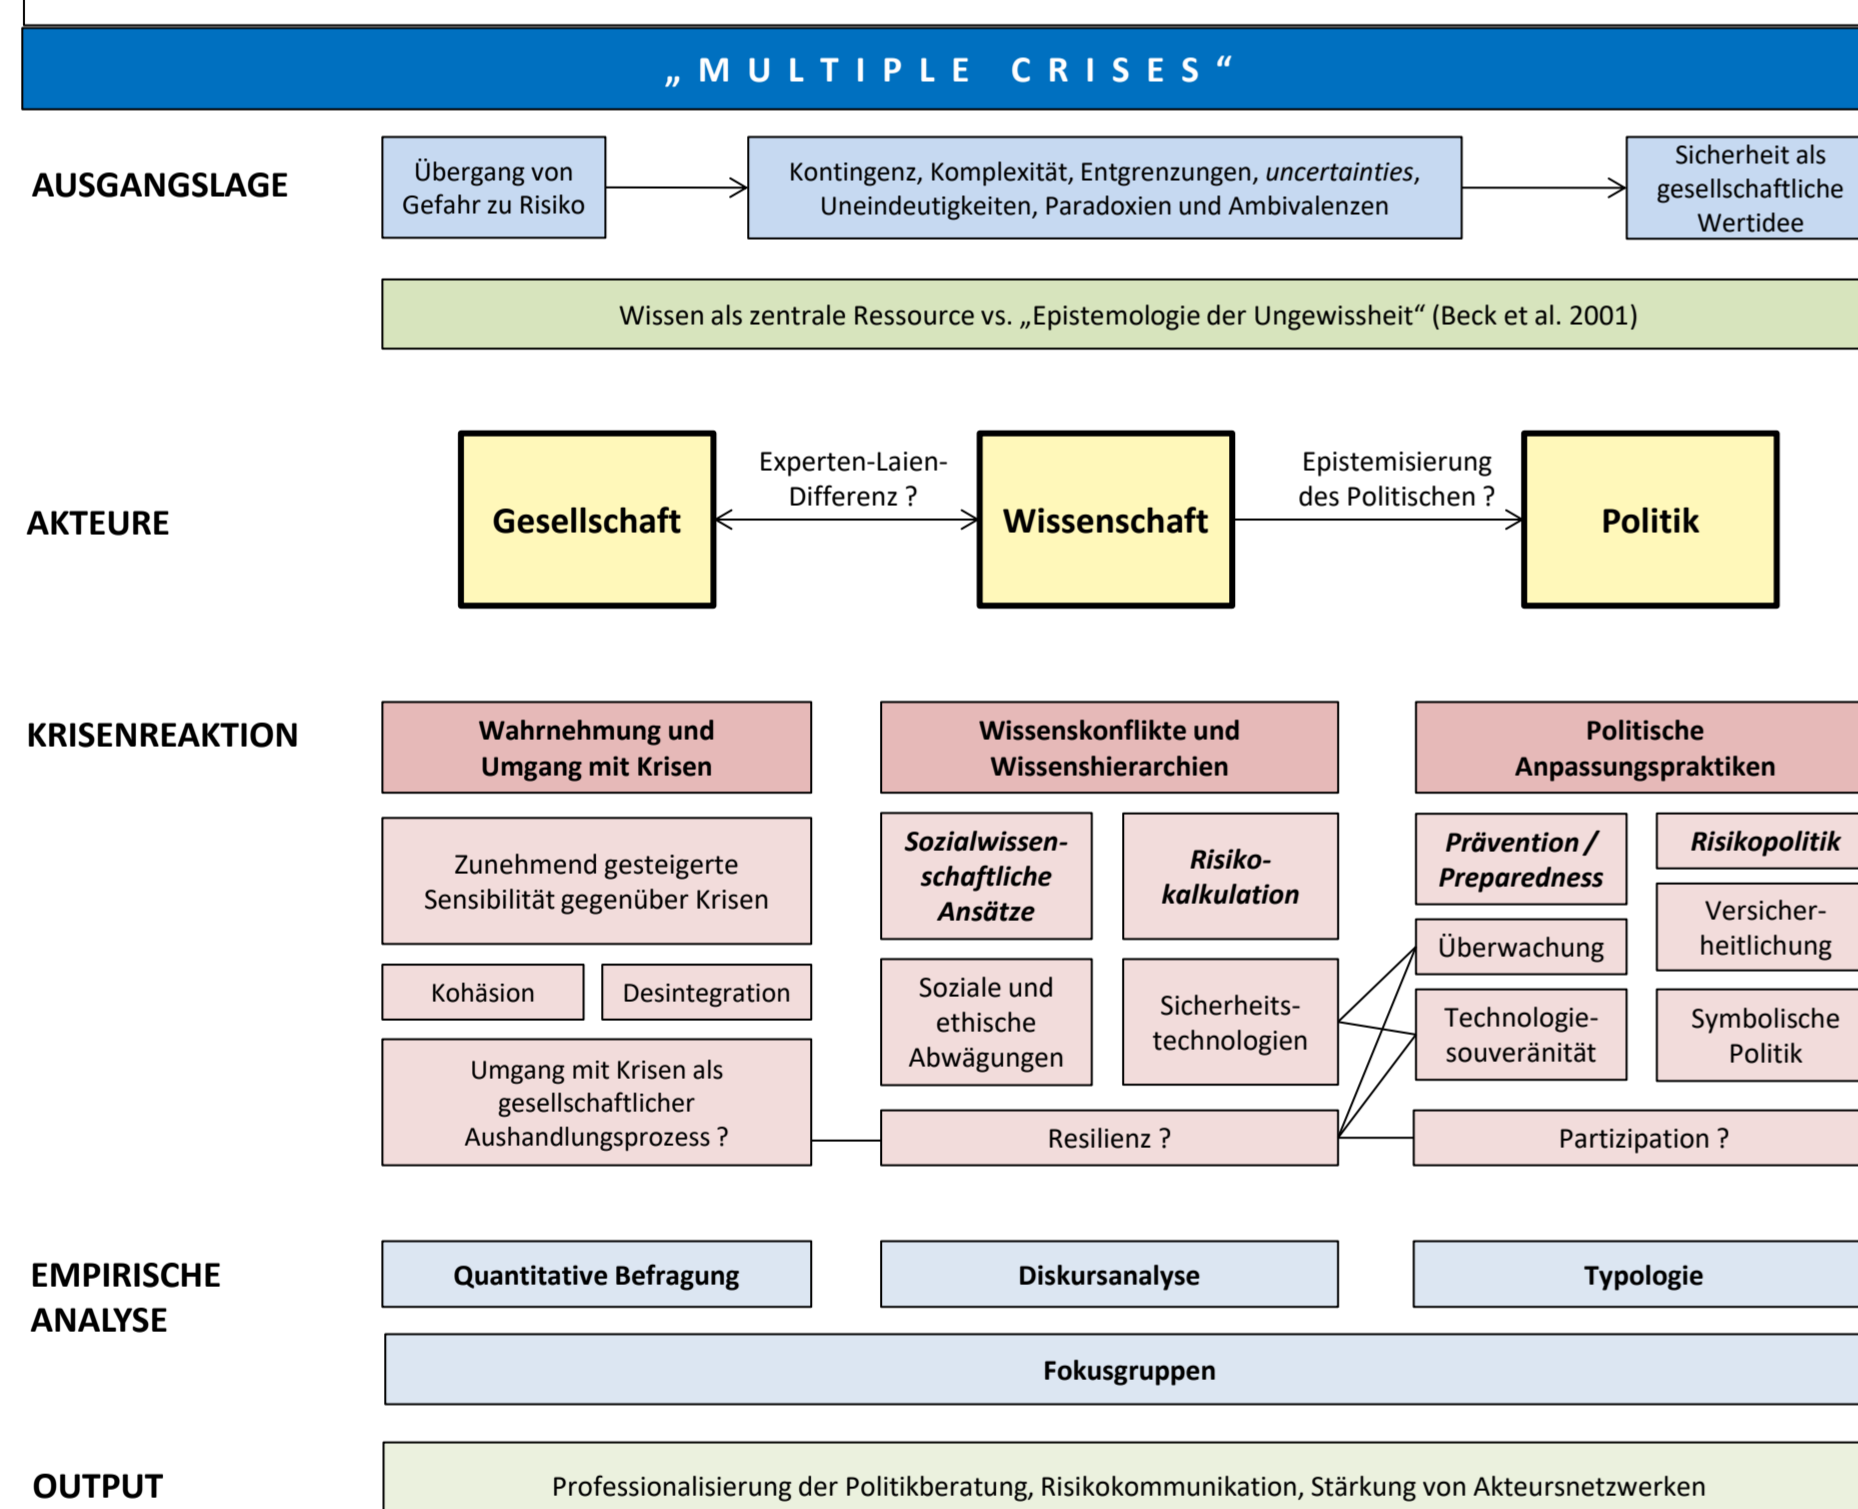 „MULTIPLE CRISES“
AUSGANGSLAGE
Übergang von
Gefahr zu Risiko
Kontingenz, Komplexität, Entgrenzungen, uncertainties,
Uneindeutigkeiten, Paradoxien und Ambivalenzen
Sicherheit als
gesellschaftliche
Wertidee
Wissen als zentrale Ressource vs. „Epistemologie der Ungewissheit“ (Beck et al. 2001)
AKTEURE
Gesellschaft
Experten-Laien-
Differenz ?
Wissenschaft
Epistemisierung
des Politischen ?
Politik
KRISENREAKTION
Wahrnehmung und
Umgang mit Krisen
Zunehmend gesteigerte
Sensibilität gegenüber Krisen
Kohäsion
Desintegration
Umgang mit Krisen als
gesellschaftlicher
Aushandlungsprozess ?
Wissenskonflikte und
Wissenshierarchien
Sozialwissen-
schaftliche
Ansätze
Risiko-
kalkulation
Soziale und
ethische
Abwägungen
Sicherheits-
technologien
Resilienz ?
Politische
Anpassungspraktiken
Prävention /
Preparedness
Risikopolitik
Überwachung
Versicher-
heitlichung
Technologie-
souveränität
Symbolische
Politik
Partizipation ?
EMPIRISCHE
ANALYSE
Quantitative Befragung
Diskursanalyse
Typologie
Fokusgruppen
OUTPUT
Professionalisierung der Politikberatung, Risikokommunikation, Stärkung von Akteursnetzwerken